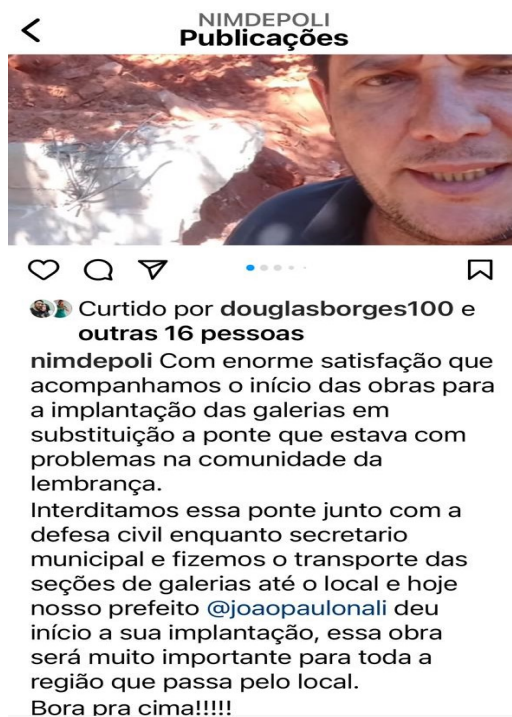 NIMDEPOLI
Publicações
Curtido por douglasborges100 e
outras 16 pessoas
nimdepoli Com enorme satisfação que
acompanhamos o início das obras para
a implantação das galerias em
substituição a ponte que estava com
problemas na comunidade da
lembrança.
Interditamos essa ponte junto com a
defesa civil enquanto secretario
municipal e fizemos o transporte das
seções de galerias até o local e hoje
nosso prefeito @joaopaulonali deu
início a sua implantação, essa obra
será muito importante para toda a
região que passa pelo local.
Bora pra cima!!!!!